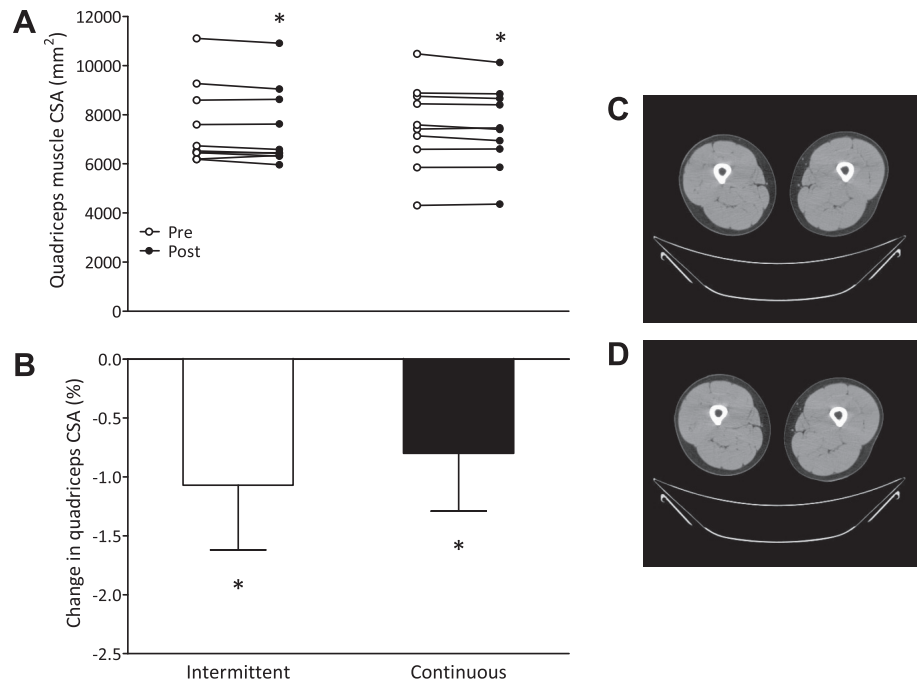 A
Quadriceps muscle CSA (mm2)
12000
*
*
10000
8000
6000
4000
Pre
Post
2000
0
B
Change in quadriceps CSA (%)
0.0
-0.5
-1.0
-1.5
*
*
-2.0
-2.5
Intermittent
Continuous
C
D